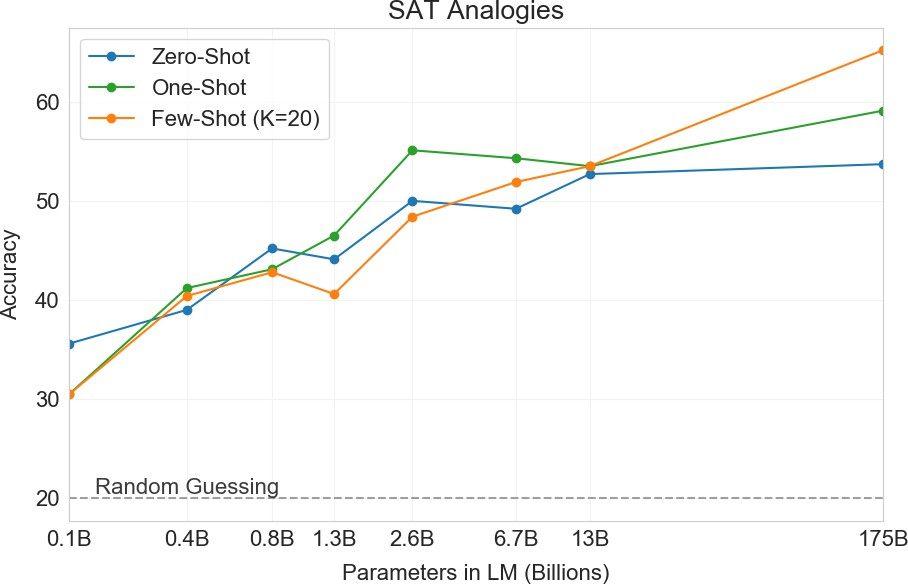 SAT Analogies
Zero-Shot
One-Shot
Few-Shot (K=20)
Accuracy
60
50
40
30
20
Random Guessing
0.1B 0.4B 0.8B 1.3B 2.6B 6.7B 13B 175B
Parameters in LM (Billions)